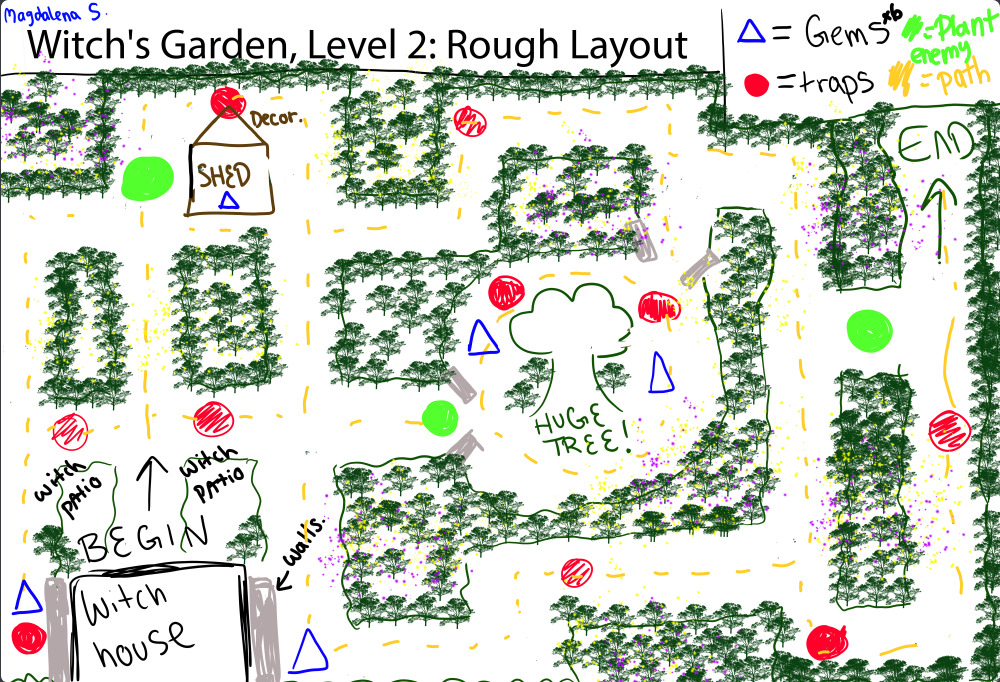 Magdalena S.
Witch's Garden, Level 2: Rough Layout
= Gems x6
= Plant
enemy
= traps
= path
Decor.
SHED
END
HUGE
TREE!
witch
patio
witch
patio
BEGIN
walls.
Witch
house